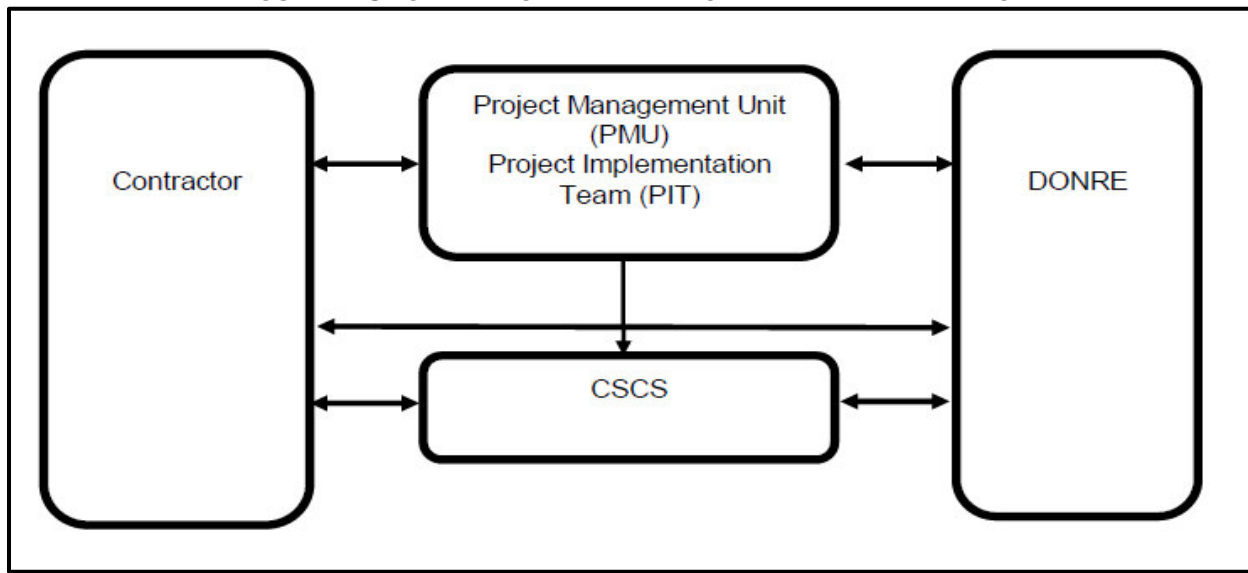 Contractor
Project Management Unit
(PMU)
Project Implementation
Team (PIT)
DONRE
CSCS